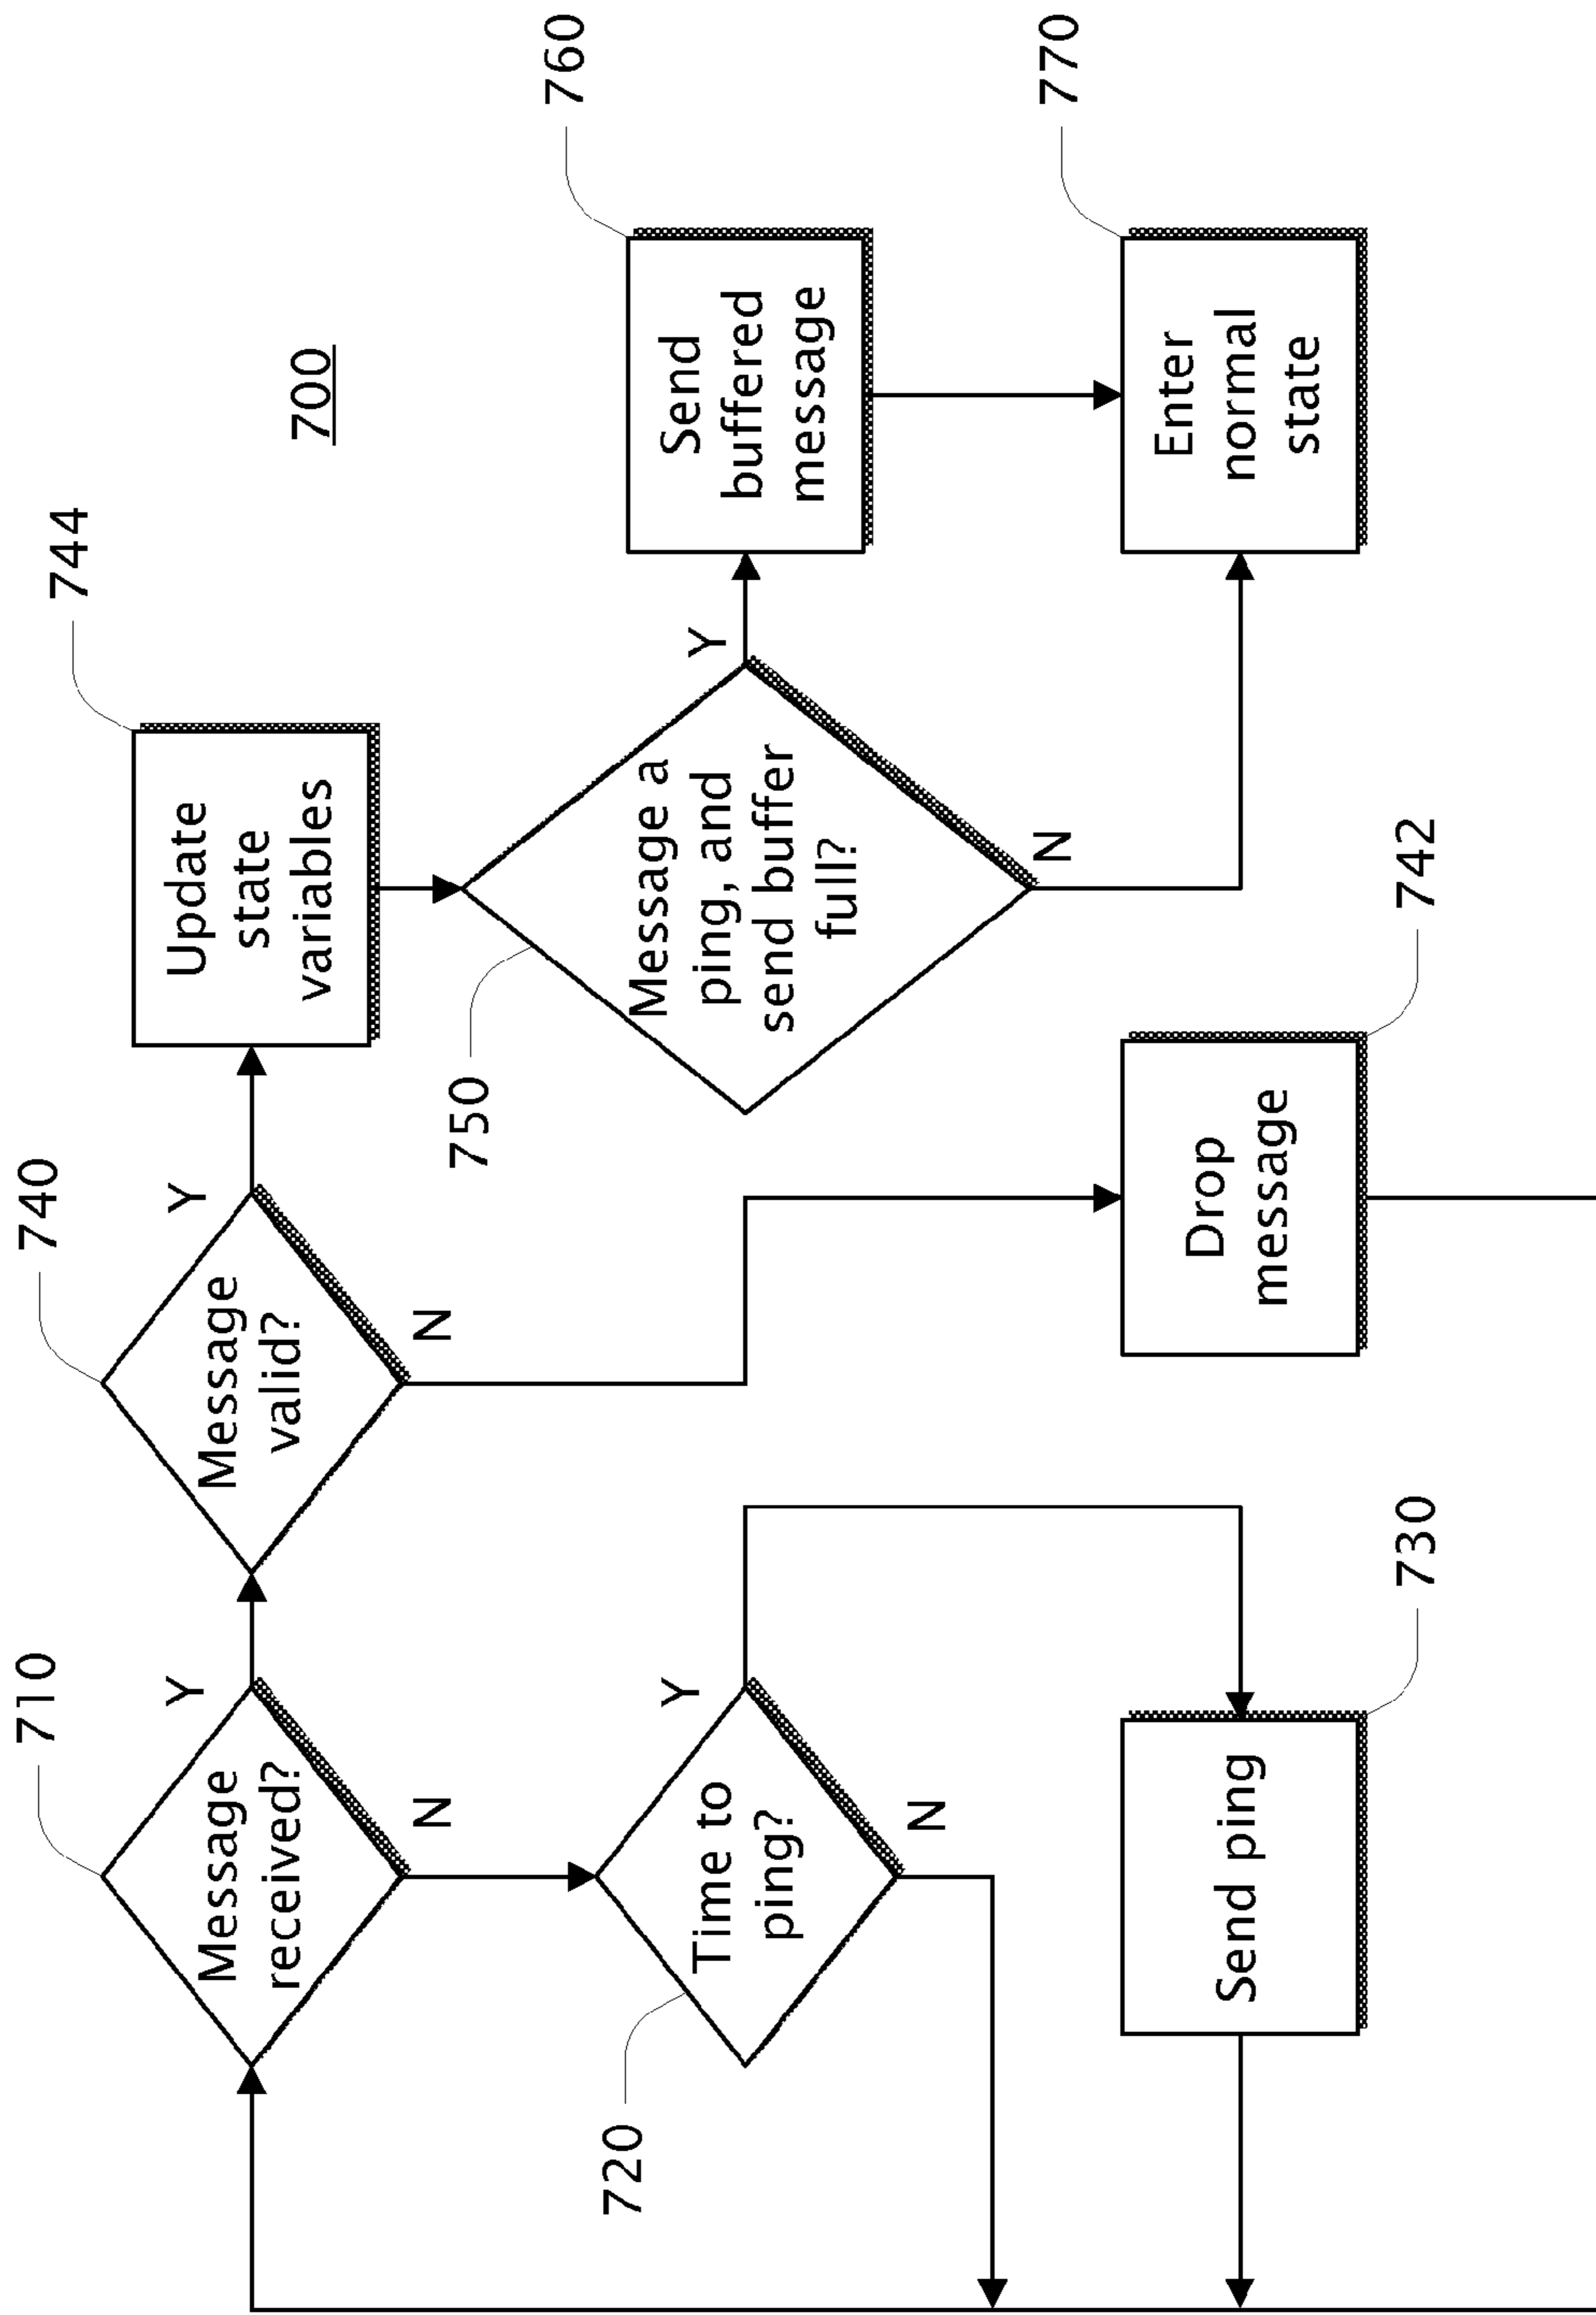 700
710
Message
received?
Y
N
740
Message
valid?
Y
N
744
Update
state
variables
720
Time to
ping?
Y
N
750
Message a
ping, and
send buffer
full?
Y
N
760
Send
buffered
message
730
Send ping
742
Drop
message
770
Enter
normal
state